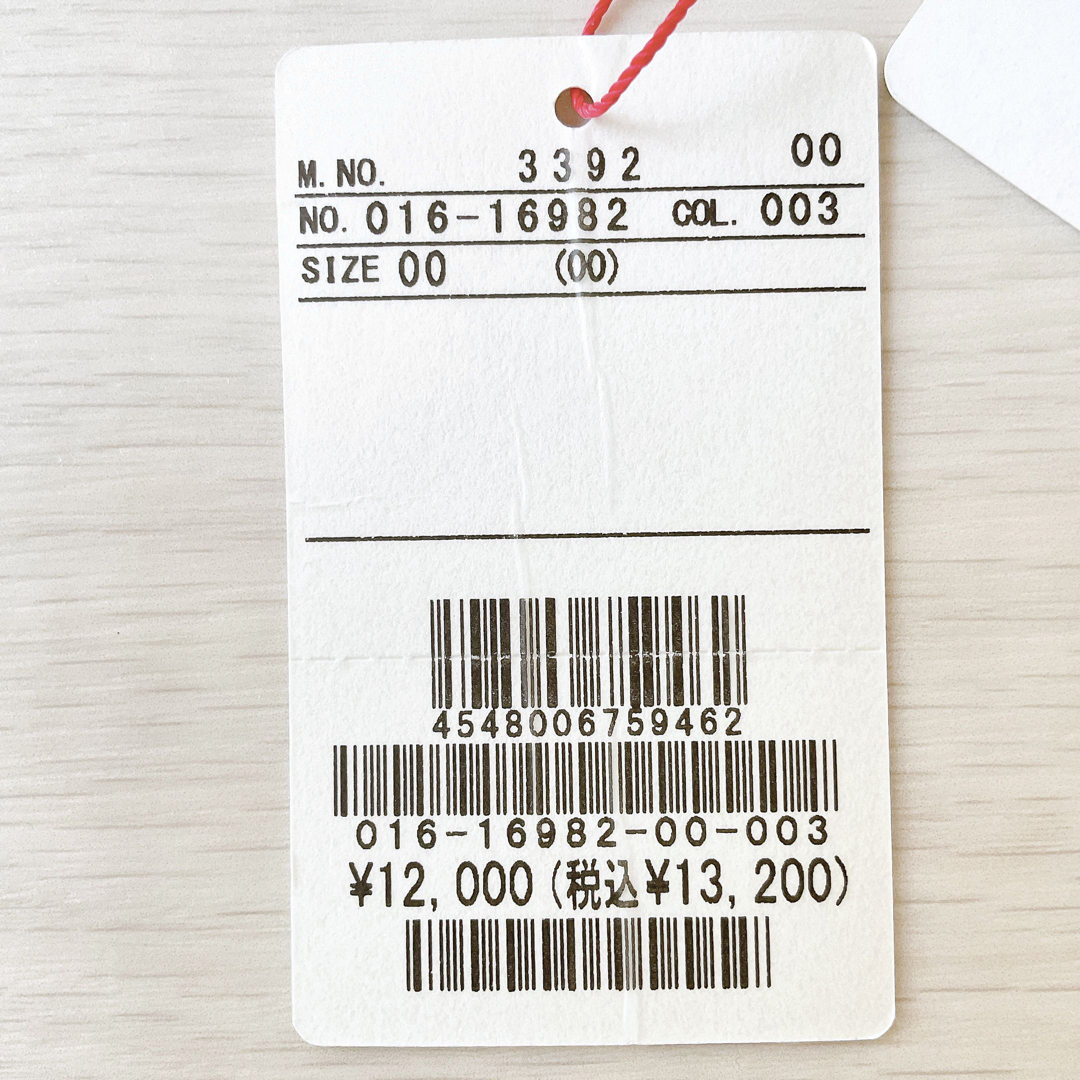 M. NO. 3392 00
NO. 016-16982 COL. 003
SIZE 00 (00)
4548006759462
016-16982-00-003
¥12,000(税込¥13,200)